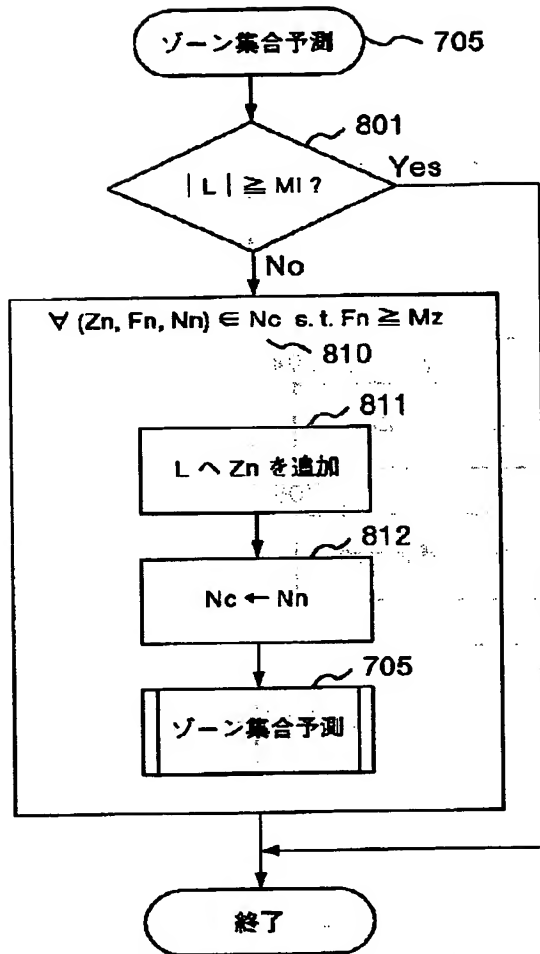 ゾーン集合予測
705
801
| L | ≧ Ml ?
Yes
No
∀ (Zn, Fn, Nn) ∈ Nc s. t. Fn ≧ Mz
810
811
L へ Zn を追加
812
Nc ← Nn
705
ゾーン集合予測
終了